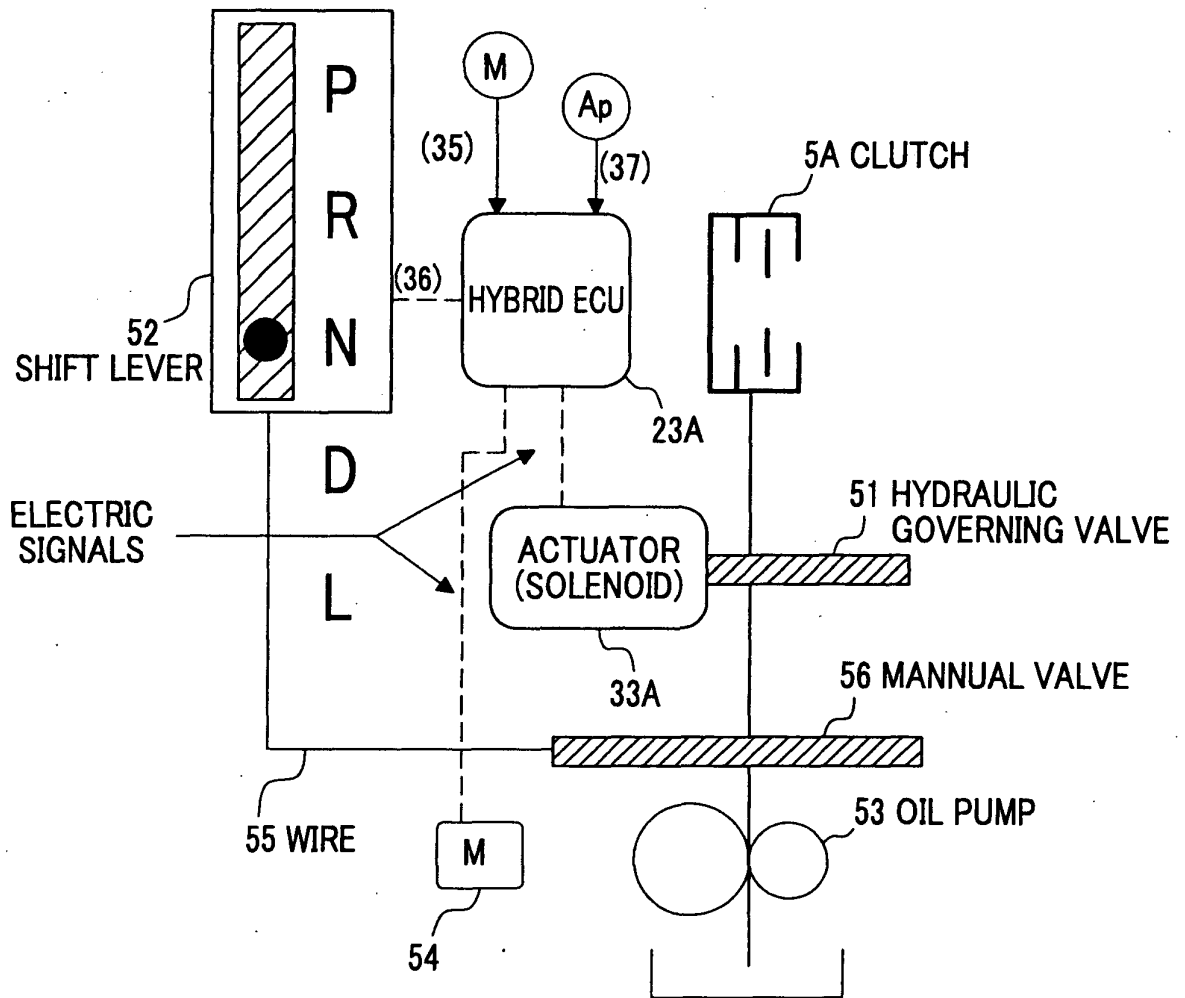 P
R
N
D
L
M
Ap
(35)
(37)
(36)
HYBRID ECU
5A CLUTCH
52
SHIFT LEVER
23A
ELECTRIC
SIGNALS
ACTUATOR
(SOLENOID)
51 HYDRAULIC
GOVERNING VALVE
33A
56 MANNUAL VALVE
55 WIRE
M
54
53 OIL PUMP